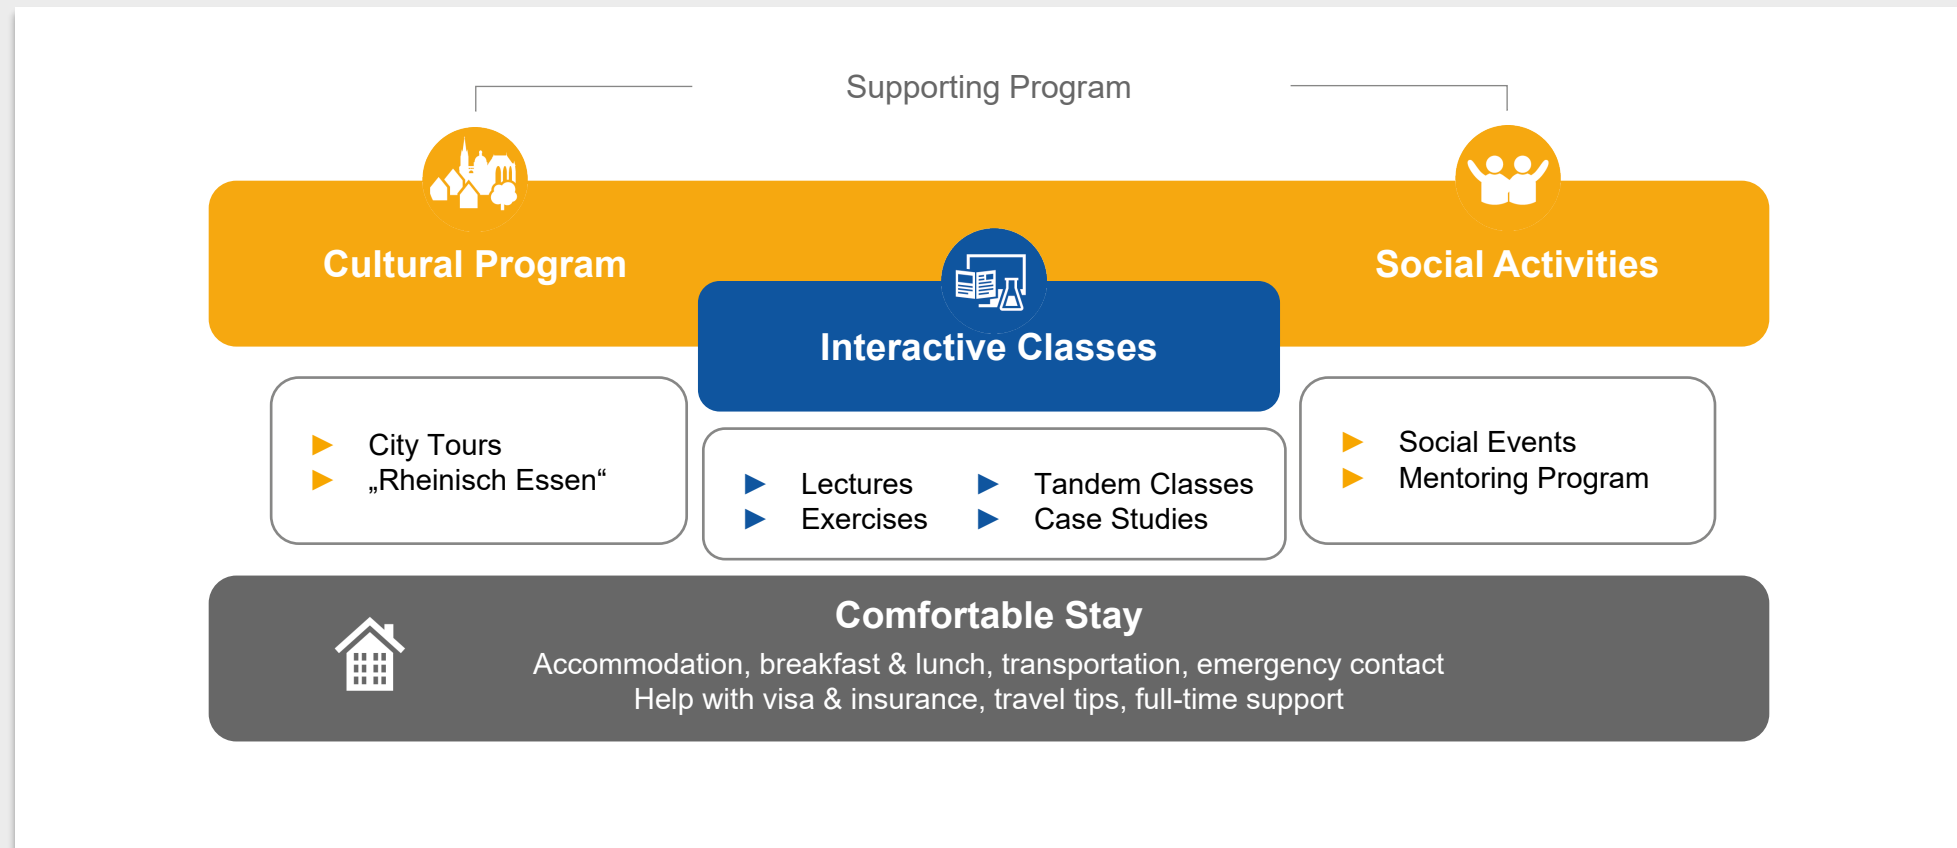 Supporting Program
Cultural Program
Social Activities
Interactive Classes
City Tours
„Rheinisch Essen“
Lectures
Exercises
Tandem Classes
Case Studies
Social Events
Mentoring Program
Comfortable Stay
Accommodation, breakfast & lunch, transportation, emergency contact
Help with visa & insurance, travel tips, full-time support